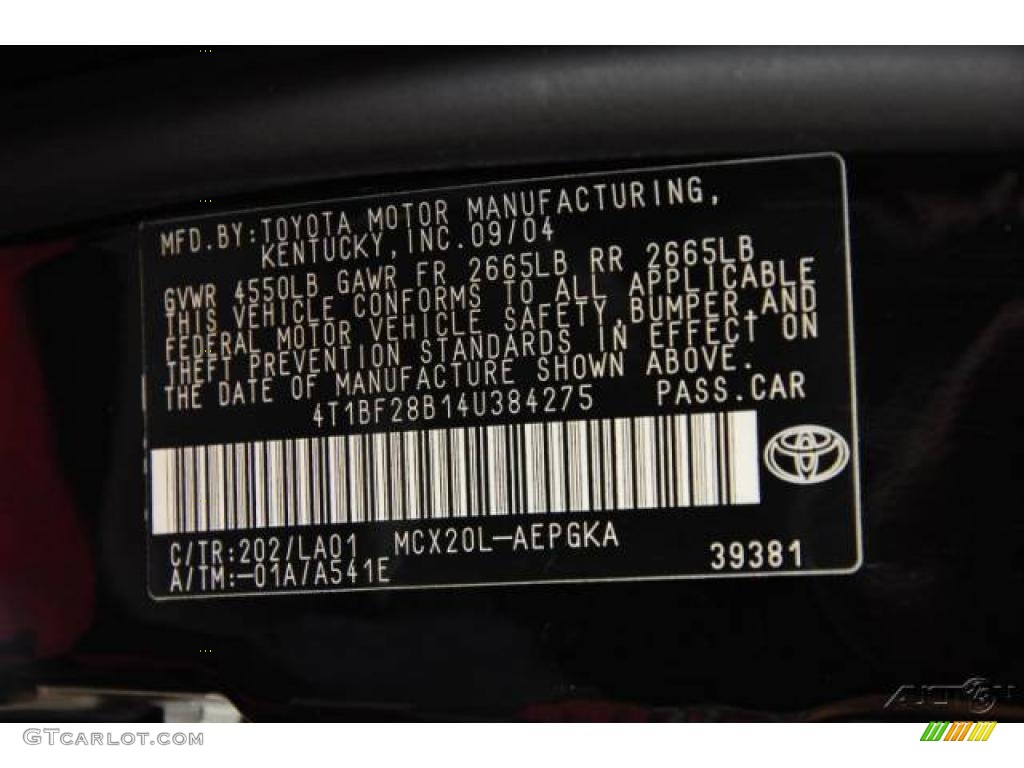 MFD.BY:TOYOTA MOTOR MANUFACTURING,
KENTUCKY, INC. 09/04
GVWR 4550LB GAWR FR 2665LB RR 2665LB
THIS VEHICLE CONFORMS TO ALL APPLICABLE
FEDERAL MOTOR VEHICLE SAFETY,BUMPER,AND
THEFT PREVENTION STANDARDS IN EFFECT ON
THE DATE OF MANUFACTURE SHOWN ABOVE.
4T1BF28B14U384275 PASS.CAR
C/TR:202/LA01 MCX20L-AEPGKA
A/TM:-01A/A541E 39381
GTcarlot.com